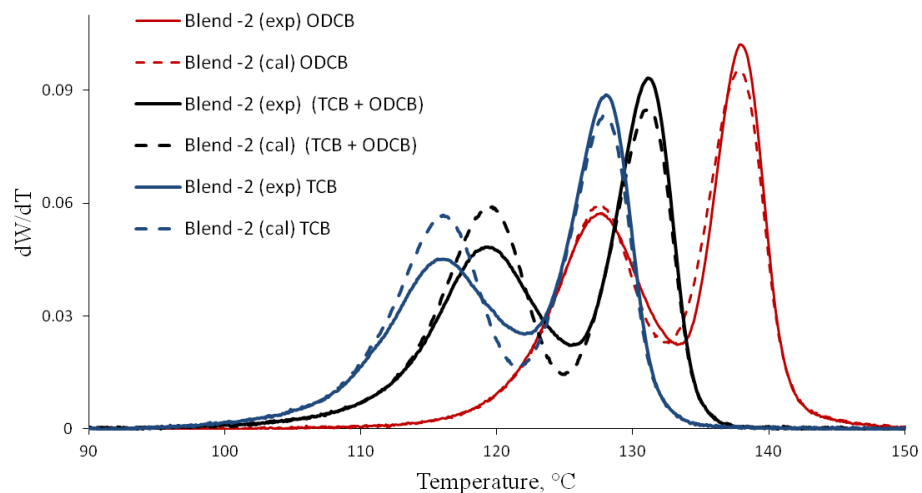 Blend -2 (exp) ODCB
Blend -2 (cal) ODCB
Blend -2 (exp)  (TCB + ODCB)
Blend -2 (cal)  (TCB + ODCB)
Blend -2 (exp) TCB
Blend -2 (cal) TCB
dW/dT
0.09
0.06
0.03
0
90 100 110 120 130 140 150
Temperature, °C